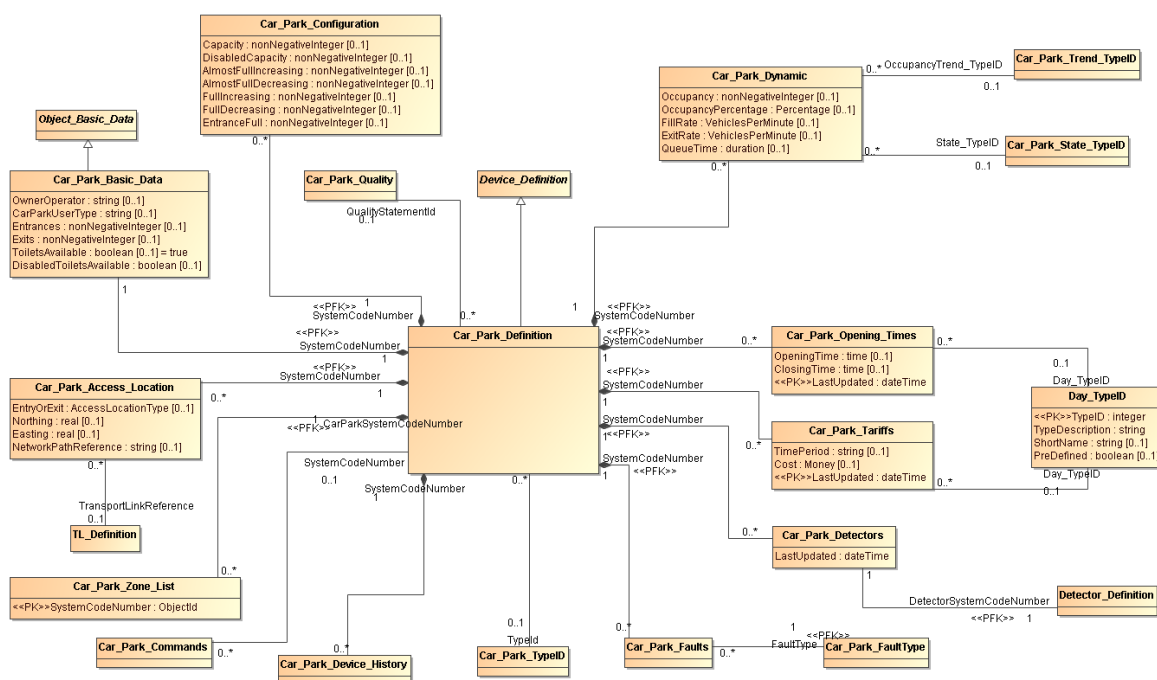 Car_Park_Configuration
Capacity : nonNegativeInteger [0..1]
DisabledCapacity : nonNegativeInteger [0..1]
AlmostFullIncreasing : nonNegativeInteger [0..1]
AlmostFullDecreasing : nonNegativeInteger [0..1]
FullIncreasing : nonNegativeInteger [0..1]
FullDecreasing : nonNegativeInteger [0..1]
EntranceFull : nonNegativeInteger [0..1]
0..*
Car_Park_Dynamic
Occupancy : nonNegativeInteger [0..1]
OccupancyPercentage : Percentage [0..1]
FillRate : VehiclesPerMinute [0..1]
ExitRate : VehiclesPerMinute [0..1]
QueueTime : duration [0..1]
0..*
OccupancyTrend_TypeID
0..1
Car_Park_Trend_TypeID
0..*
State_TypeID
0..1
Car_Park_State_TypeID
0..*
Object_Basic_Data
Car_Park_Basic_Data
OwnerOperator : string [0..1]
CarParkUserType : string [0..1]
Entrances : nonNegativeInteger [0..1]
Exits : nonNegativeInteger [0..1]
ToiletsAvailable : boolean [0..1] = true
DisabledToiletsAvailable : boolean [0..1]
1
Car_Park_Quality
QualityStatementId
0..1
Device_Definition
<<PFK>>
1
SystemCodeNumber
0..*
<<PFK>>
1
SystemCodeNumber
<<PFK>>
SystemCodeNumber
1
Car_Park_Definition
<<PFK>>
SystemCodeNumber
1
0..*
Car_Park_Opening_Times
OpeningTime : time [0..1]
ClosingTime : time [0..1]
<<PK>>LastUpdated : dateTime
0..*
0..1
Day_TypeID
Day_TypeID
<<PK>>TypeID : integer
TypeDescription : string
ShortName : string [0..1]
PreDefined : boolean [0..1]
Day_TypeID
0..1
Car_Park_Access_Location
EntryOrExit : AccessLocationType [0..1]
Northing : real [0..1]
Easting : real [0..1]
NetworkPathReference : string [0..1]
0..*
<<PFK>>
SystemCodeNumber
1
0..*
1
CarParkSystemCodeNumber
<<PFK>>
<<PFK>>
SystemCodeNumber
1
0..*
Car_Park_Tariffs
TimePeriod : string [0..1]
Cost : Money [0..1]
<<PK>>LastUpdated : dateTime
0..*
SystemCodeNumber
1
<<PFK>>
SystemCodeNumber
<<PFK>>
1
SystemCodeNumber
0..1
SystemCodeNumber
1
0..*
TransportLinkReference
0..1
TL_Definition
0..*
Car_Park_Detectors
LastUpdated : dateTime
1
DetectorSystemCodeNumber
<<PFK>>
1
Detector_Definition
0..*
Car_Park_Zone_List
<<PK>>SystemCodeNumber : ObjectId
Car_Park_Commands
0..*
0..*
Car_Park_Device_History
0..1
TypeId
Car_Park_TypeID
0..*
Car_Park_Faults
0..*
1
<<PFK>>
FaultType
Car_Park_FaultType